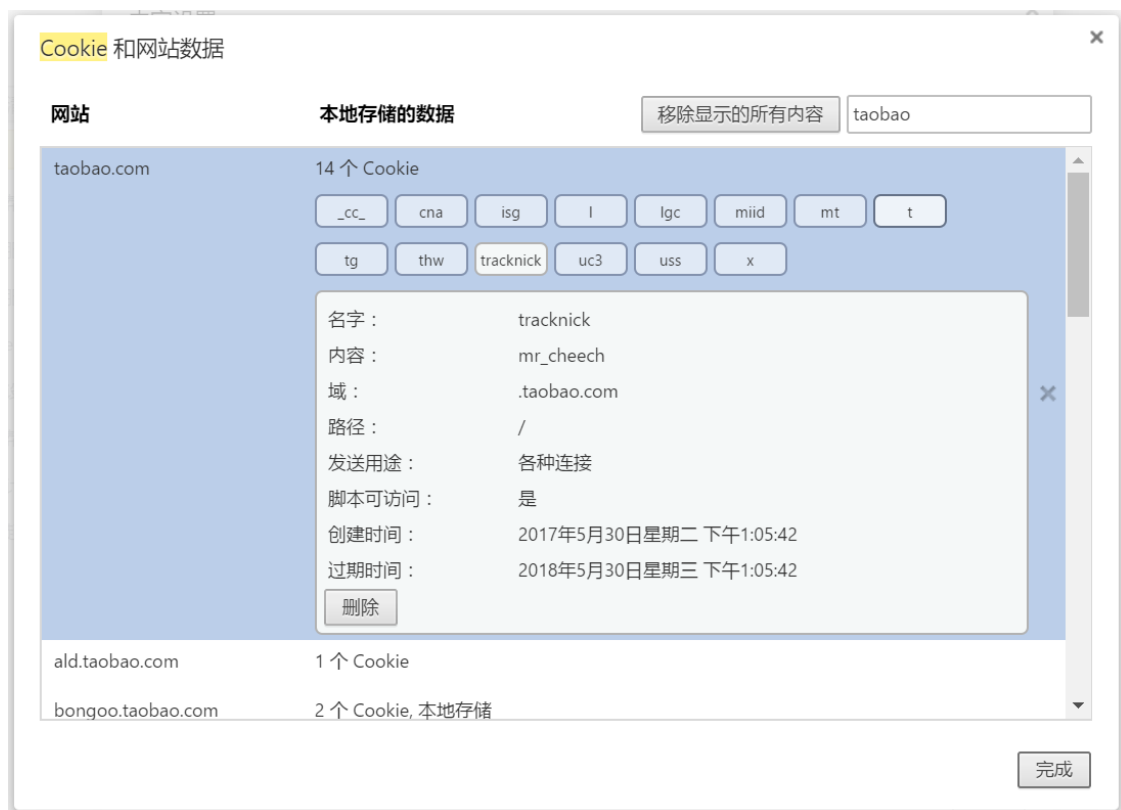 Cookie 和网站数据
网站 本地存储的数据 移除显示的所有内容 taobao
taobao.com 14 个 Cookie
_cc_ cna isg l lgc miid mt t
tg thw tracknick uc3 uss x
名字： tracknick
内容： mr_cheech
域： .taobao.com
路径： /
发送用途： 各种连接
脚本可访问： 是
创建时间： 2017年5月30日星期二 下午1:05:42
过期时间： 2018年5月30日星期三 下午1:05:42
删除
ald.taobao.com 1 个 Cookie
bongoo.taobao.com 2 个 Cookie, 本地存储
完成